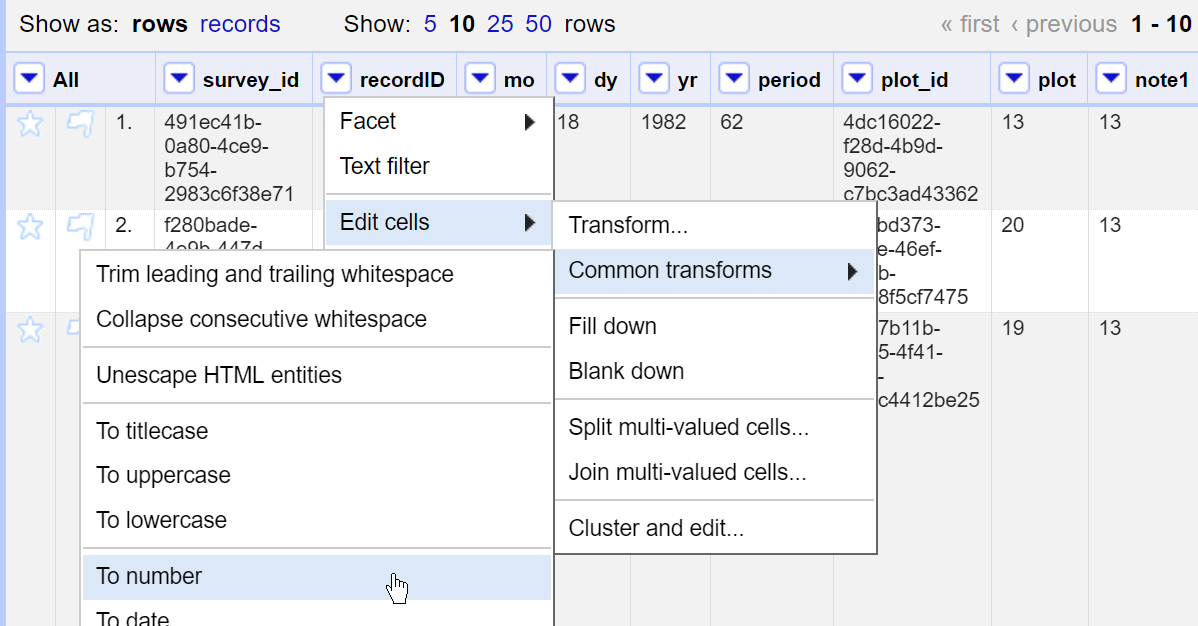 Show as: rows records Show: 5 10 25 50 rows « first ‹ previous 1 - 10
All survey_id recordID mo dy yr period plot_id plot note1
1. 491ec41b-
0a80-4ce9-
b754-
2983c6f38e71
18 1982 62 4dc16022-
f28d-4b9d-
9062-
c7bc3ad43362
13 13
2. f280bade-
20 13
bd373-
e-46ef-
b-
8f5cf7475
7b11b-
5-4f41-
-
c4412be25
19 13
Facet
Text filter
Edit cells
Transform...
Common transforms
Fill down
Blank down
Split multi-valued cells...
Join multi-valued cells...
Cluster and edit...
Trim leading and trailing whitespace
Collapse consecutive whitespace
Unescape HTML entities
To titlecase
To uppercase
To lowercase
To number
To date